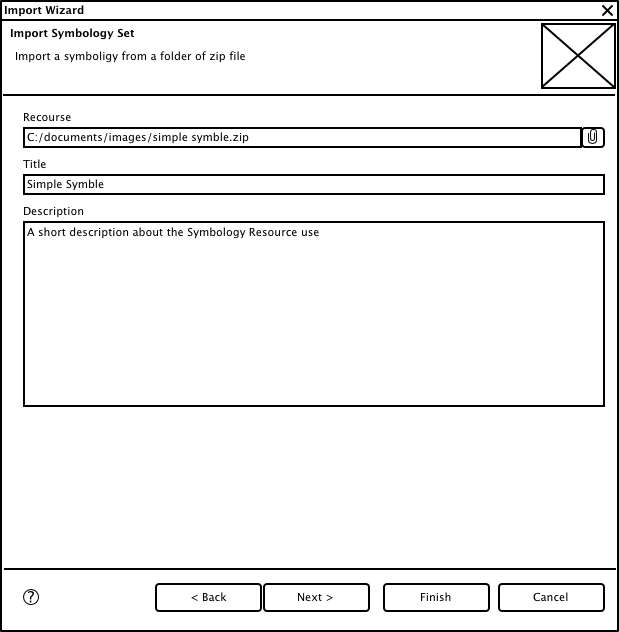 Import Wizard
Import Symbology Set
Import a symboligy from a folder of zip file
Recourse
C:/documents/images/simple symble.zip
Title
Simple Symble
Description
A short description about the Symbology Resource use
?
< Back
Next >
Finish
Cancel